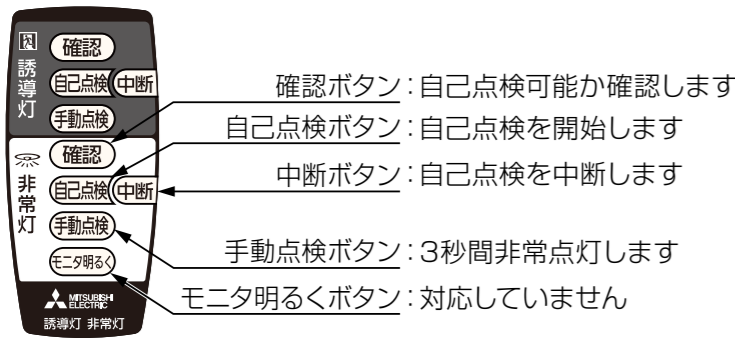 誘導灯
確認
自己点検 中断
手動点検
非常灯
確認
自己点検 中断
手動点検
モニタ明るく
MITSUBISHI
ELECTRIC
誘導灯 非常灯
確認ボタン：自己点検可能か確認します
自己点検ボタン：自己点検を開始します
中断ボタン：自己点検を中断します
手動点検ボタン：3秒間非常点灯します
モニタ明るくボタン：対応していません